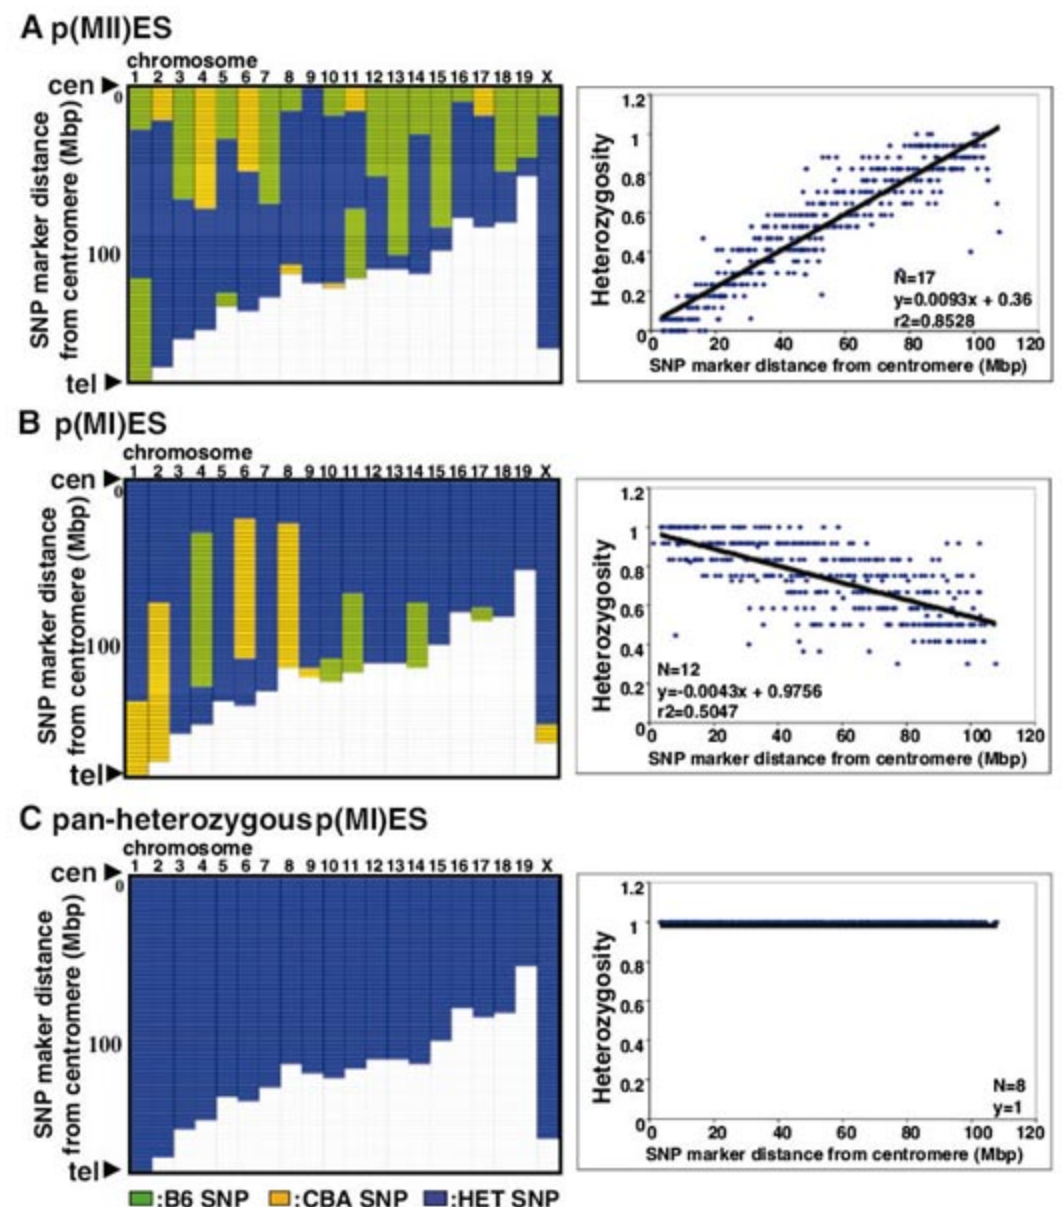 A p(MII)ES
chromosome
1 2 3 4 5 6 7 8 9 10 11 12 13 14 15 16 17 18 19 X
cen
0
100
tel
SNP marker distance
from centromere (Mbp)
Heterozygosity
1.2
1
0.8
0.6
0.4
0.2
0
0 20 40 60 80 100 120
N=17
y=0.0093x + 0.36
r2=0.8528
SNP marker distance from centromere (Mbp)
B p(MI)ES
chromosome
1 2 3 4 5 6 7 8 9 10 11 12 13 14 15 16 17 18 19 X
cen
0
100
tel
SNP marker distance
from centromere (Mbp)
Heterozygosity
1.2
1
0.8
0.6
0.4
0.2
0
N=12
y=-0.0043x + 0.9756
r2=0.5047
0 20 40 60 80 100 120
SNP marker distance from centromere (Mbp)
C pan-heterozygousp(MI)ES
chromosome
1 2 3 4 5 6 7 8 9 10 11 12 13 14 15 16 17 18 19 X
cen
0
100
tel
SNP maker distance
from centromere (Mbp)
Heterozygosity
1.2
1
0.8
0.6
0.4
0.2
0
N=8
y=1
0 20 40 60 80 100 120
SNP marker distance from centromere (Mbp)
:B6 SNP :CBA SNP :HET SNP